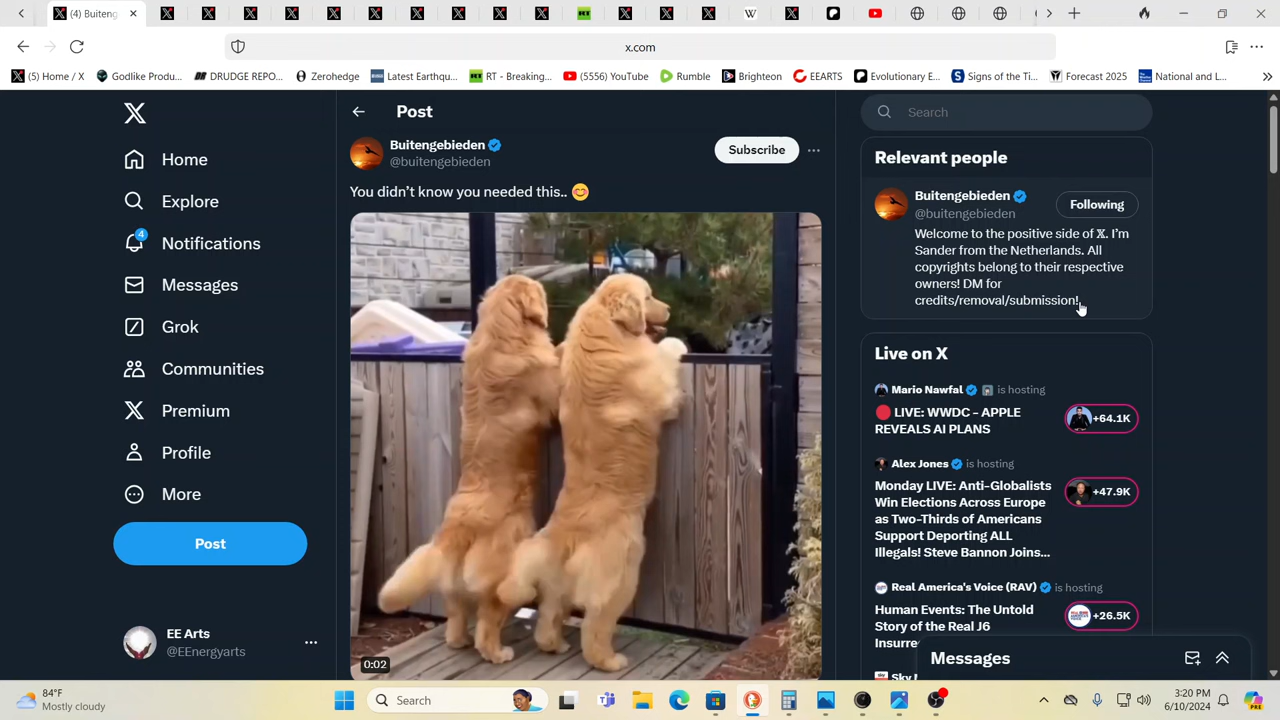 (4) Buiteng
RT
W
x.com
(5) Home / X
Godlike Produ...
DRUDGE REPO...
Zerohedge
Latest Earthqu...
RT - Breaking...
(5556) YouTube
Rumble
Brighteon
EEARTS
Evolutionary E...
Signs of the Ti...
Forecast 2025
National and L...
Home
Explore
4
Notifications
Messages
Grok
Communities
Premium
Profile
More
Post
EE Arts
@EEnergyarts
Post
Buitengebieden
@buitengebieden
Subscribe
You didn't know you needed this..
0:02
Search
Relevant people
Buitengebieden
@buitengebieden
Following
Welcome to the positive side of 𝕏. I'm
Sander from the Netherlands. All
copyrights belong to their respective
owners! DM for
credits/removal/submission!
Live on X
Mario Nawfal is hosting
LIVE: WWDC - APPLE
REVEALS AI PLANS
+64.1K
Alex Jones is hosting
Monday LIVE: Anti-Globalists
Win Elections Across Europe
as Two-Thirds of Americans
Support Deporting ALL
Illegals! Steve Bannon Joins...
+47.9K
Real America's Voice (RAV) is hosting
Human Events: The Untold
Story of the Real J6
Insurre
+26.5K
Messages
84°F
Mostly cloudy
Search
3:20 PM
6/10/2024
PRE